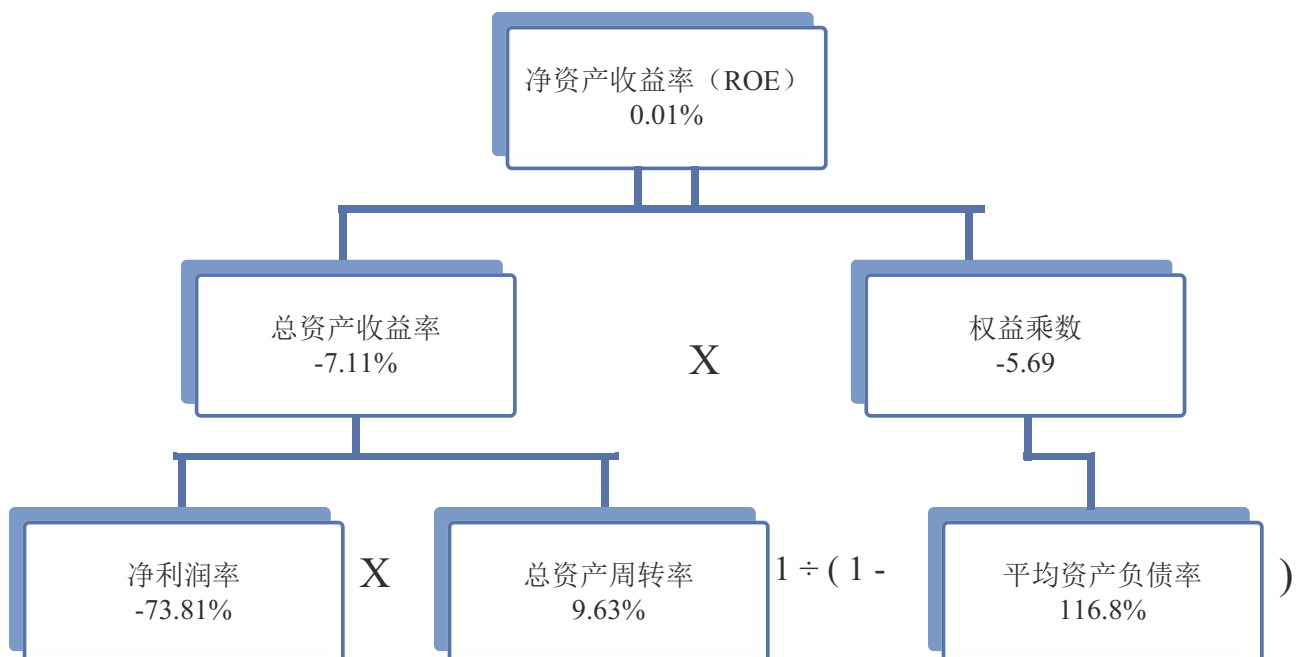 净资产收益率（ROE）
0.01%
总资产收益率
-7.11%
X
权益乘数
-5.69
净利润率
-73.81%
X
总资产周转率
9.63%
1 ÷ ( 1 -
平均资产负债率
116.8%
)